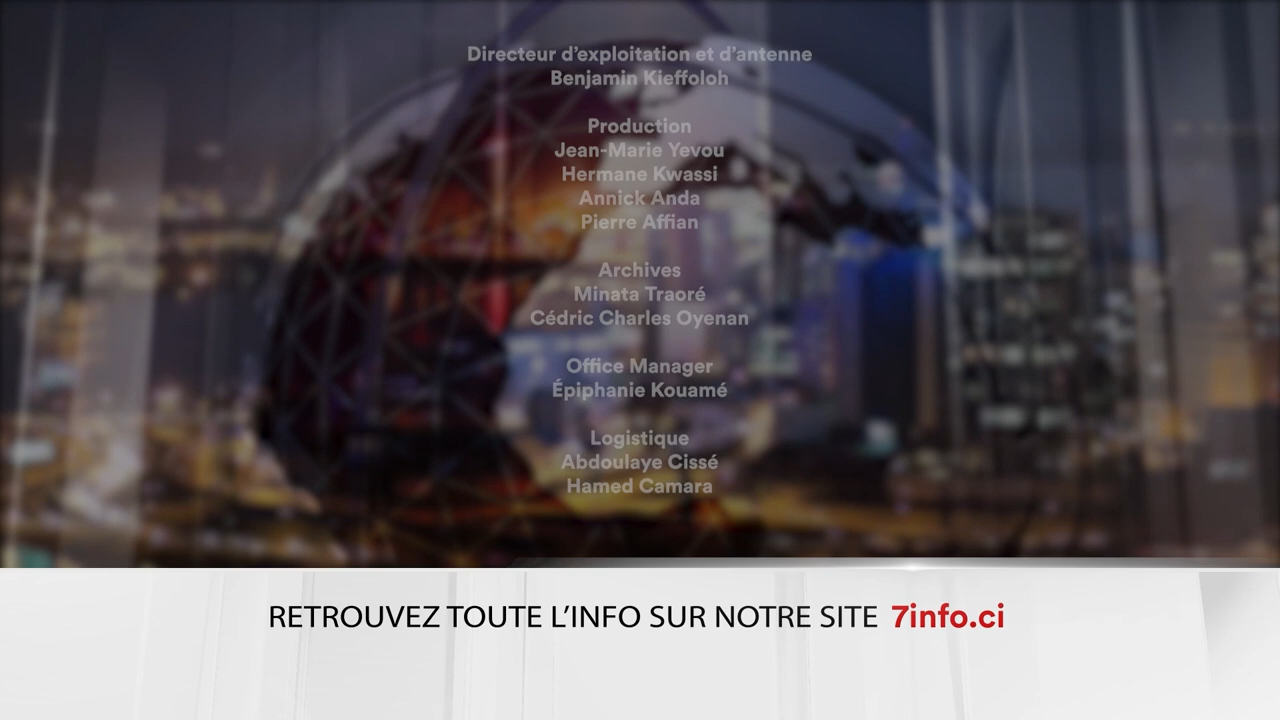 Directeur d’exploitation et d’antenne
Benjamin Kieffoloh
Production
Jean-Marie Yevou
Hermane Kwassi
Annick Anda
Pierre Affian
Archives
Minata Traoré
Cédric Charles Oyenan
Office Manager
Épiphanie Kouamé
Logistique
Abdoulaye Cissé
Hamed Camara
RETROUVEZ TOUTE L’INFO SUR NOTRE SITE 7info.ci